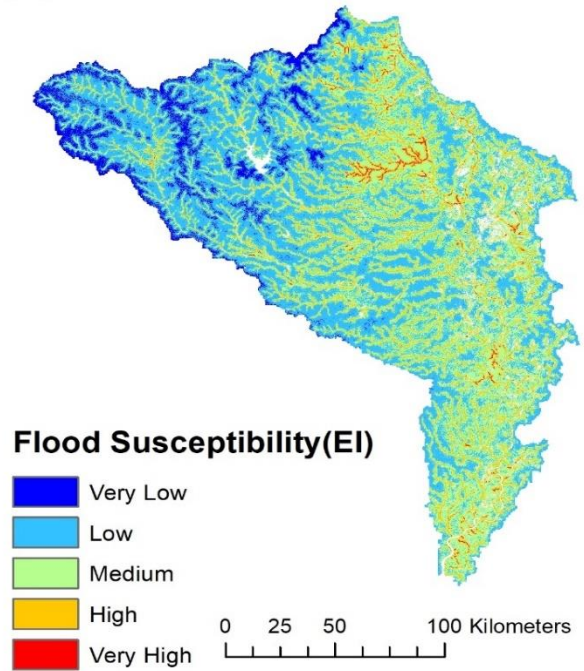 Flood Susceptibility(EI)
Very Low
Low
Medium
High
Very High
0 25 50 100 Kilometers